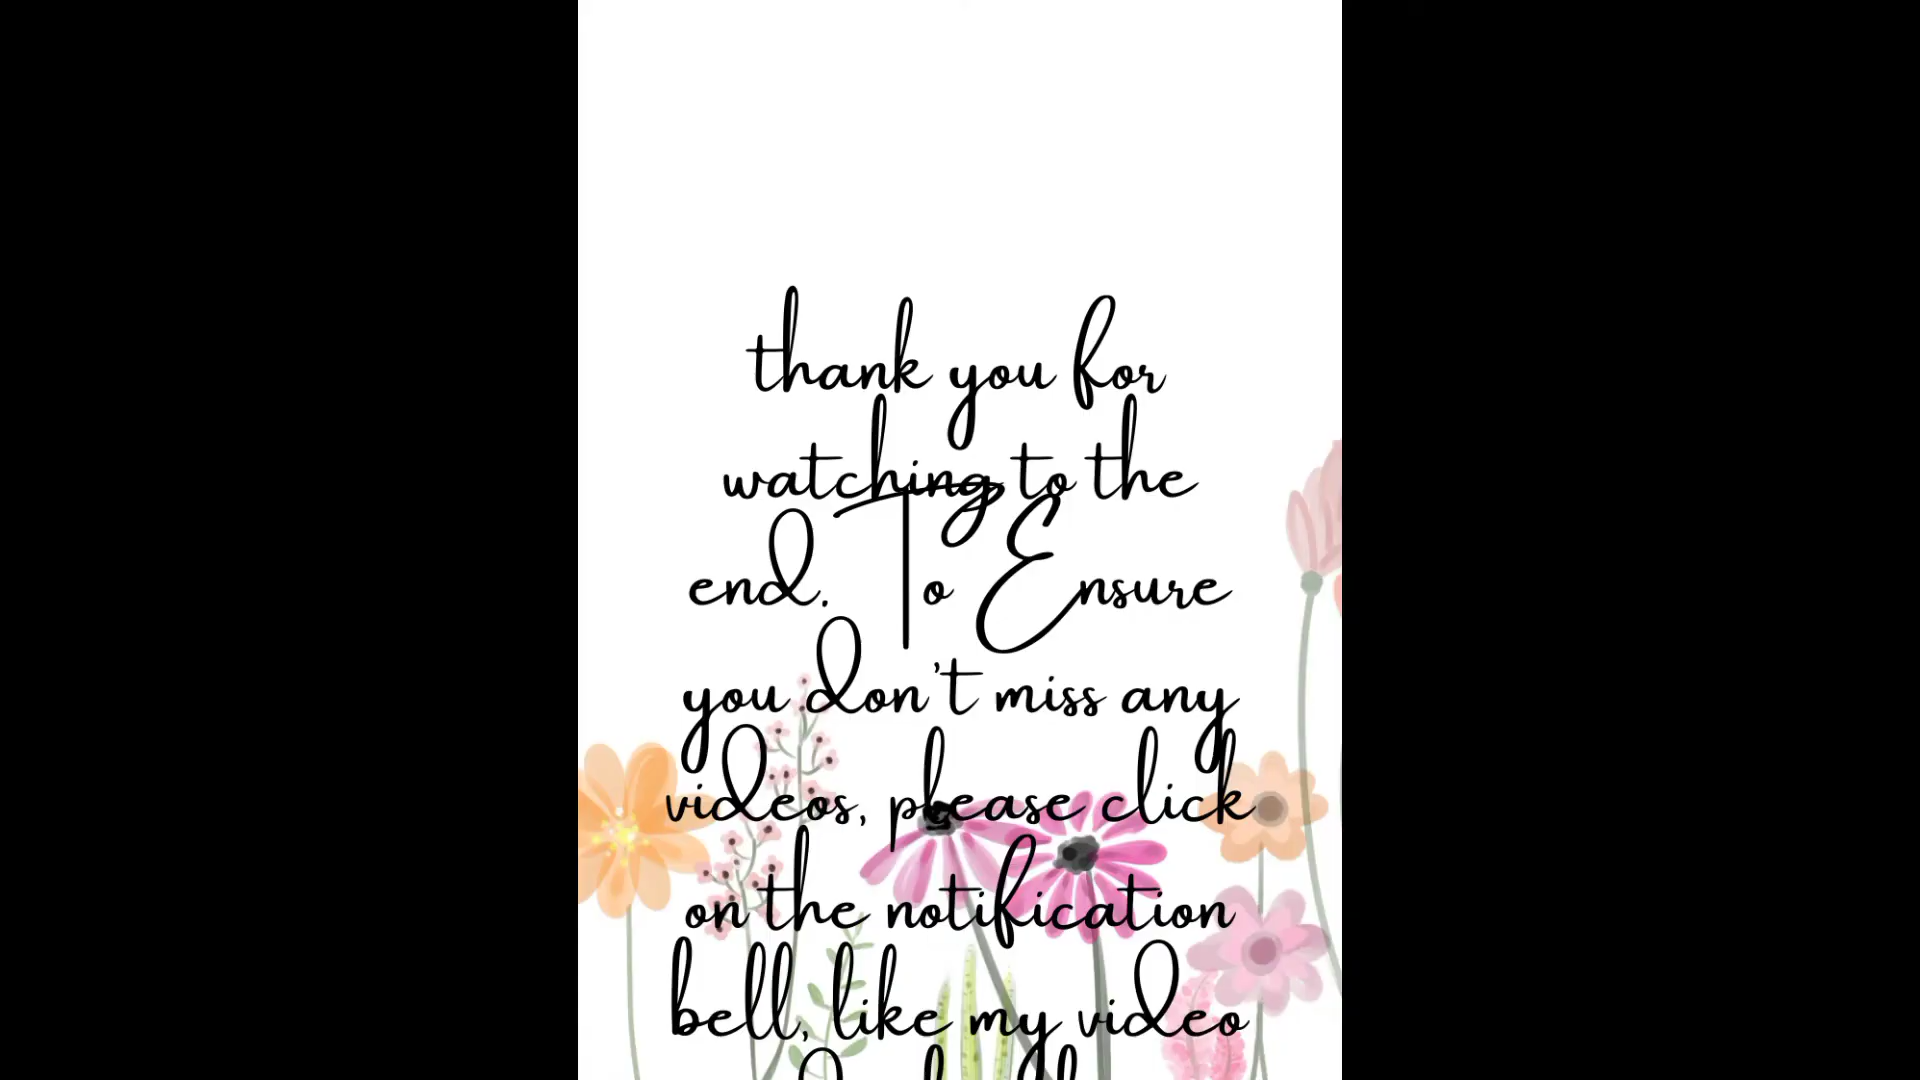 thank you for
watching to the
end. To Ensure
you don't miss any
videos, please click
on the notification
bell, like my video